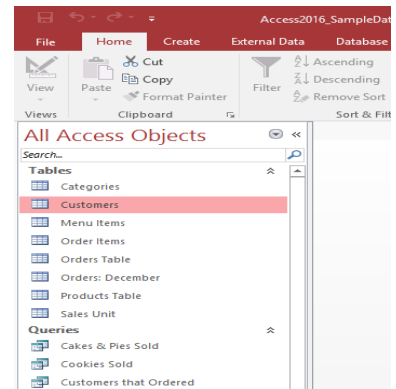 Access2016_SampleDat
File Home Create External Data Database
View Paste Cut Copy Format Painter Filter Ascending Descending Remove Sort
Views Clipboard Sort & Filt
All Access Objects
Search...
Tables
Categories
Customers
Menu Items
Order Items
Orders Table
Orders: December
Products Table
Sales Unit
Queries
Cakes & Pies Sold
Cookies Sold
Customers that Ordered